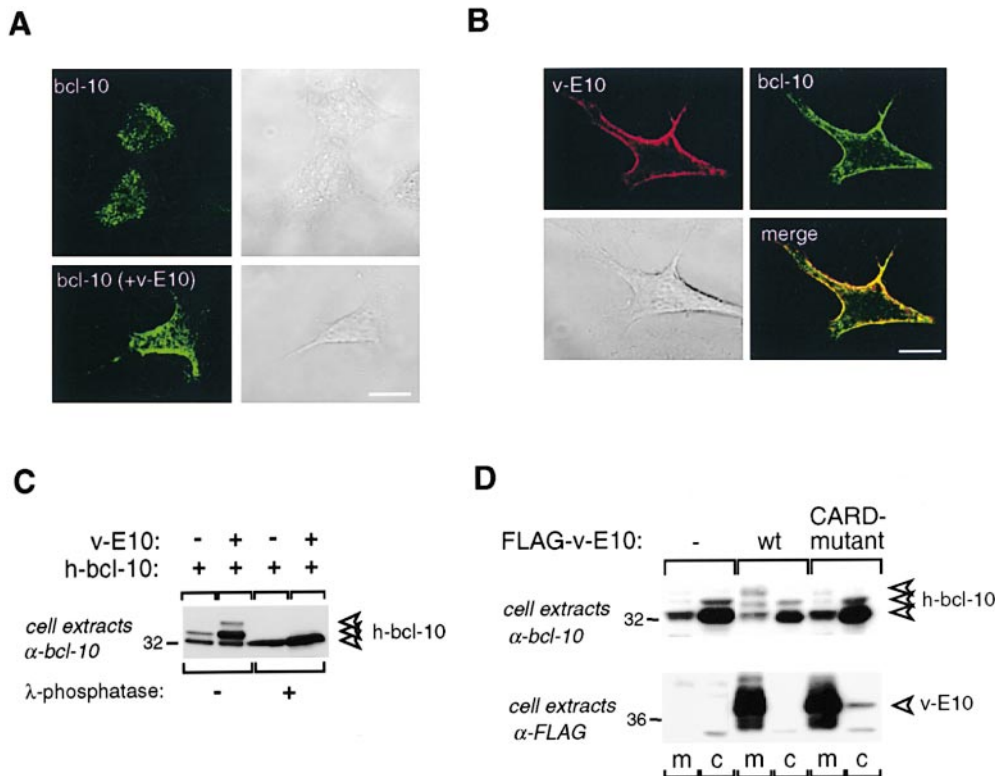 A
bcl-10
bcl-10 (+v-E10)
B
v-E10
bcl-10
merge
C
v-E10: - + - +
h-bcl-10: + + + +
cell extracts
α-bcl-10
32
h-bcl-10
λ-phosphatase: - +
D
FLAG-v-E10: - wt CARD-
mutant
cell extracts
α-bcl-10
32
h-bcl-10
cell extracts
α-FLAG
36
v-E10
m c m c m c